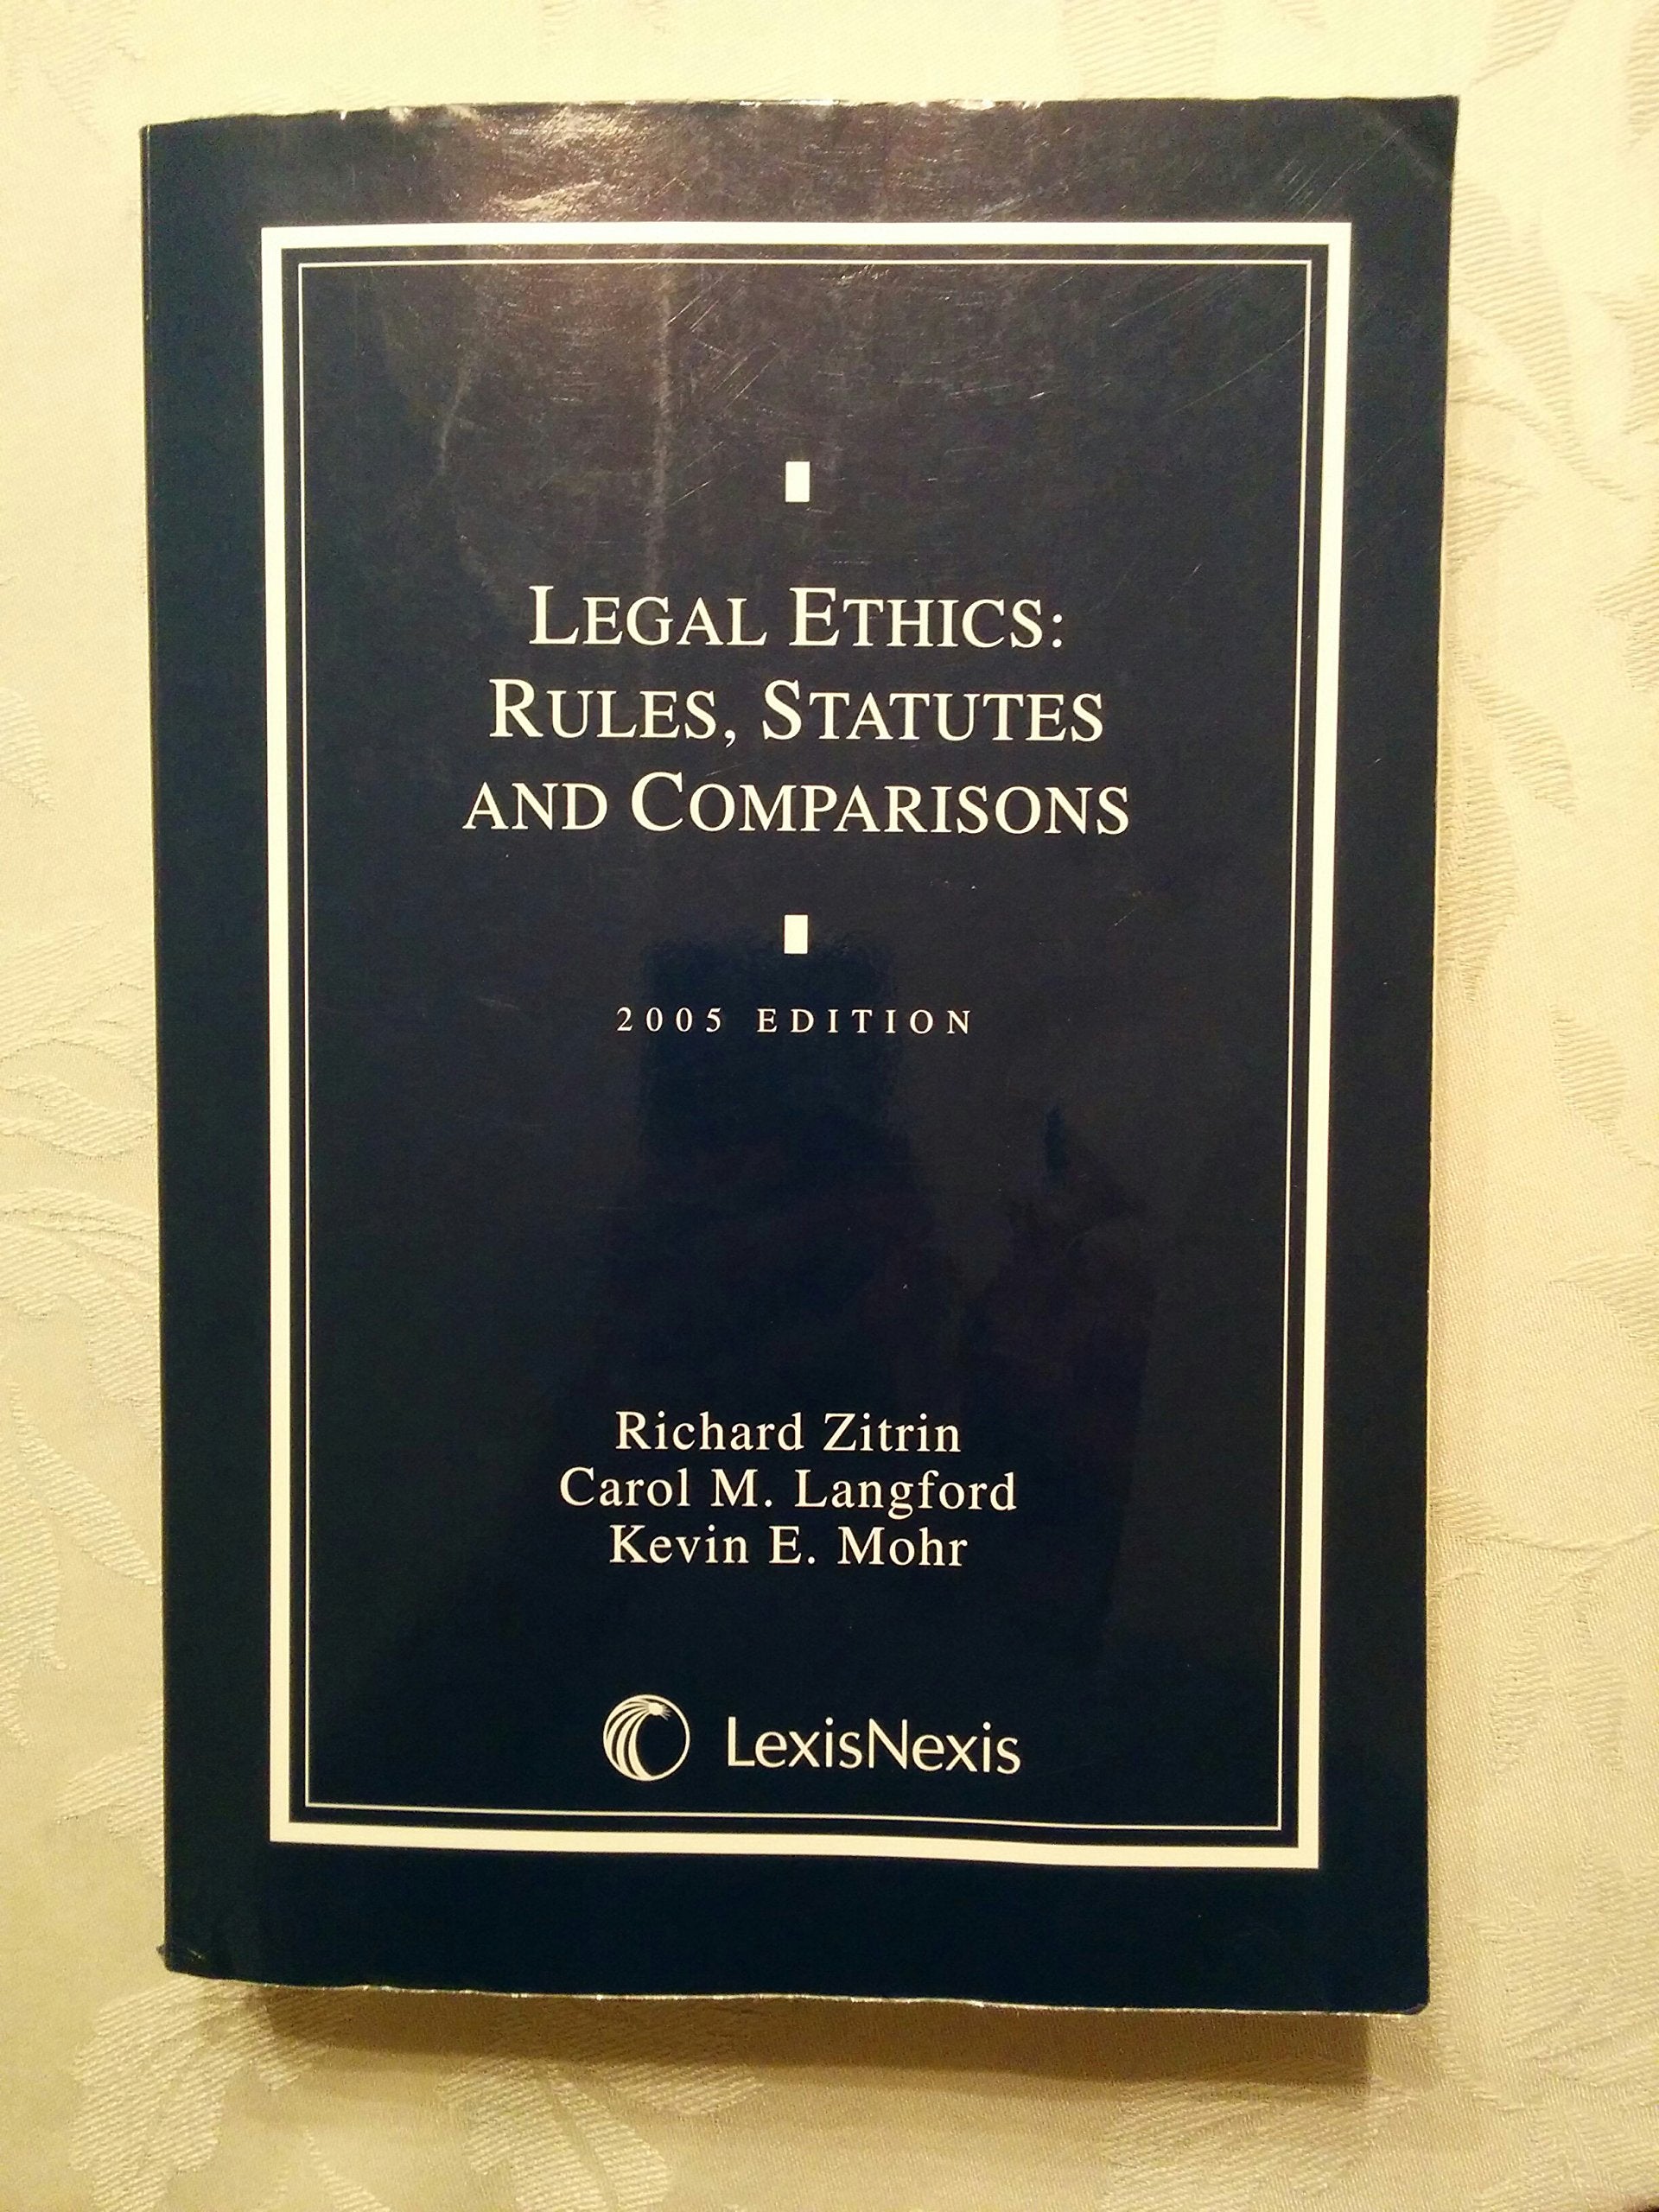 LEGAL ETHICS:
RULES, STATUTES
AND COMPARISONS
2005 EDITION
Richard Zitrin
Carol M. Langford
Kevin E. Mohr
LexisNexis